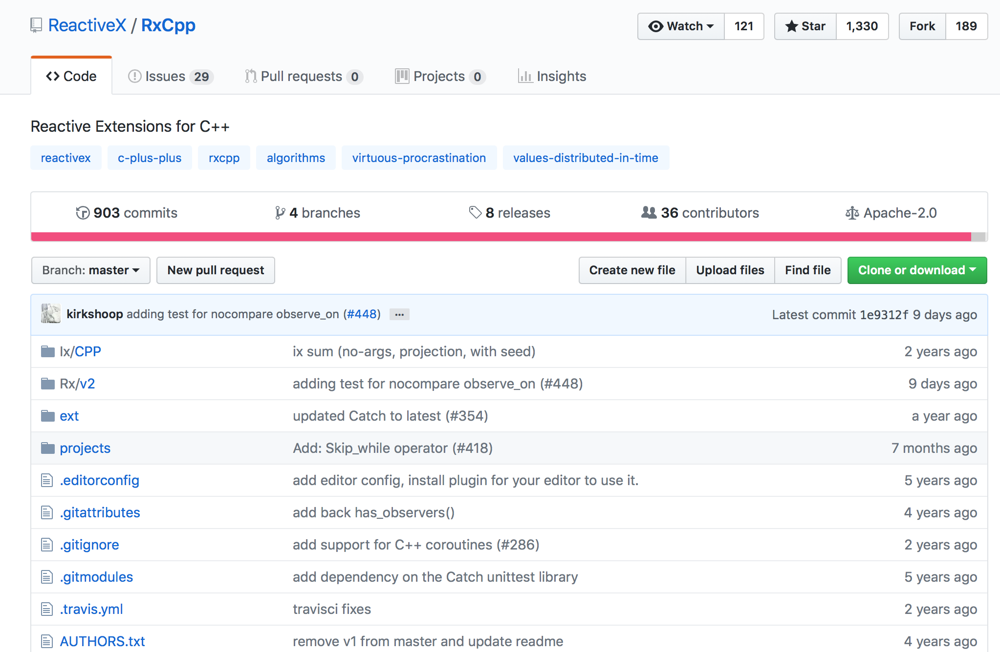 ReactiveX / RxCpp
Watch 121 Star 1,330 Fork 189
Code Issues 29 Pull requests 0 Projects 0 Insights
Reactive Extensions for C++
reactivex c-plus-plus rxcpp algorithms virtuous-procrastination values-distributed-in-time
903 commits 4 branches 8 releases 36 contributors Apache-2.0
Branch: master New pull request Create new file Upload files Find file Clone or download
kirkshoop adding test for nocompare observe_on (#448) ... Latest commit 1e9312f 9 days ago
Ix/CPP ix sum (no-args, projection, with seed) 2 years ago
Rx/v2 adding test for nocompare observe_on (#448) 9 days ago
ext updated Catch to latest (#354) a year ago
projects Add: Skip_while operator (#418) 7 months ago
.editorconfig add editor config, install plugin for your editor to use it. 5 years ago
.gitattributes add back has_observers() 4 years ago
.gitignore add support for C++ coroutines (#286) 2 years ago
.gitmodules add dependency on the Catch unittest library 5 years ago
.travis.yml travisci fixes 2 years ago
AUTHORS.txt remove v1 from master and update readme 4 years ago